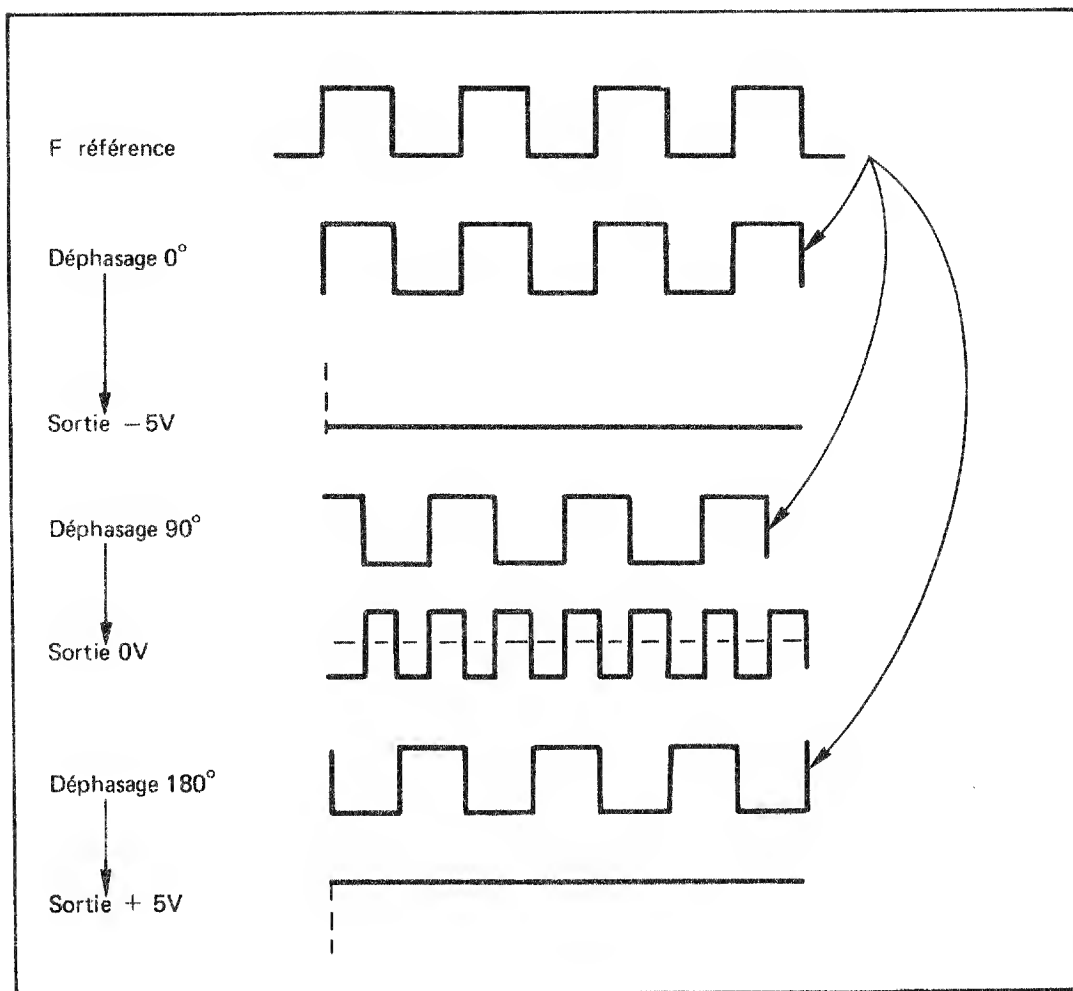 F référence
Déphasage 0°
Sortie —5V
Déphasage 90°
Sortie 0V
Déphasage 180°
Sortie + 5V